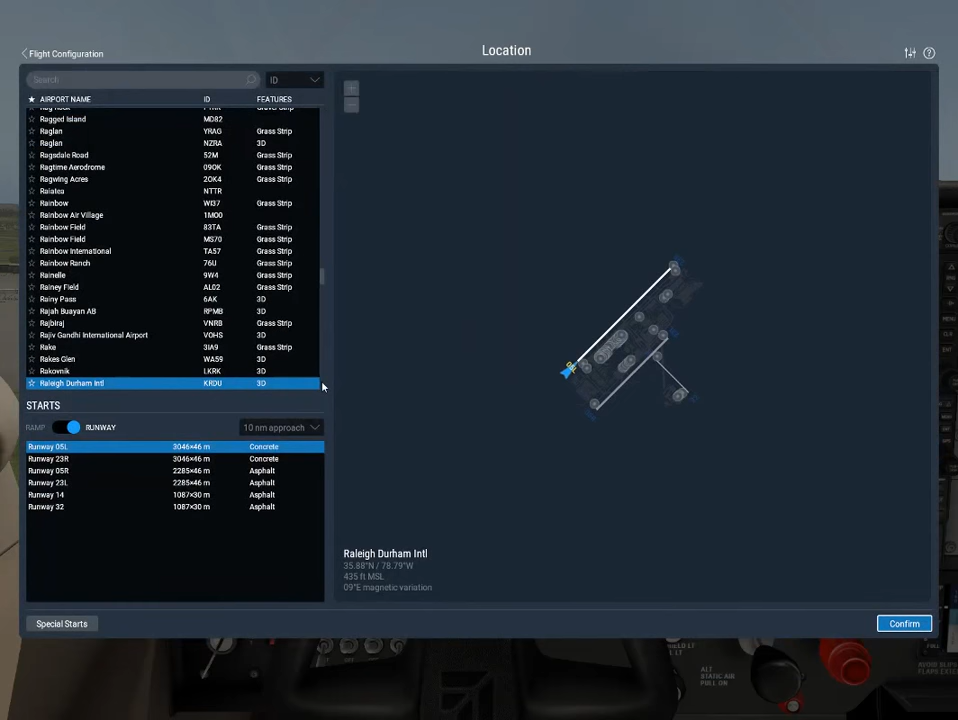 Flight Configuration
Location
Search
ID
AIRPORT NAME ID FEATURES
Ragged Island MD82
Raglan YRAG Grass Strip
Raglan NZRA 3D
Ragsdale Road 52M Grass Strip
Ragtime Aerodrome 09OK Grass Strip
Ragwing Acres 2OK4 Grass Strip
Raiatea NTTR
Rainbow WI37 Grass Strip
Rainbow Air Village 1MO0
Rainbow Field 83TA Grass Strip
Rainbow Field MS70 Grass Strip
Rainbow International TA57 Grass Strip
Rainbow Ranch 76U Grass Strip
Rainelle 9W4 Grass Strip
Rainey Field AL02 Grass Strip
Rainy Pass 6AK 3D
Rajah Buayan AB RPMB 3D
Rajbiraj VNRB Grass Strip
Rajiv Gandhi International Airport VOHS 3D
Rake 3IA9 Grass Strip
Rakes Glen WA59 3D
Rakovnik LKRK 3D
Raleigh Durham Intl KRDU 3D
STARTS
RAMP RUNWAY 10 nm approach
Runway 05L 3046×46 m Concrete
Runway 23R 3046×46 m Concrete
Runway 05R 2285×46 m Asphalt
Runway 23L 2285×46 m Asphalt
Runway 14 1087×30 m Asphalt
Runway 32 1087×30 m Asphalt
Raleigh Durham Intl
35.88°N / 78.79°W
435 ft MSL
09°E magnetic variation
Special Starts
Confirm
ALT
STATIC AIR
PULL ON